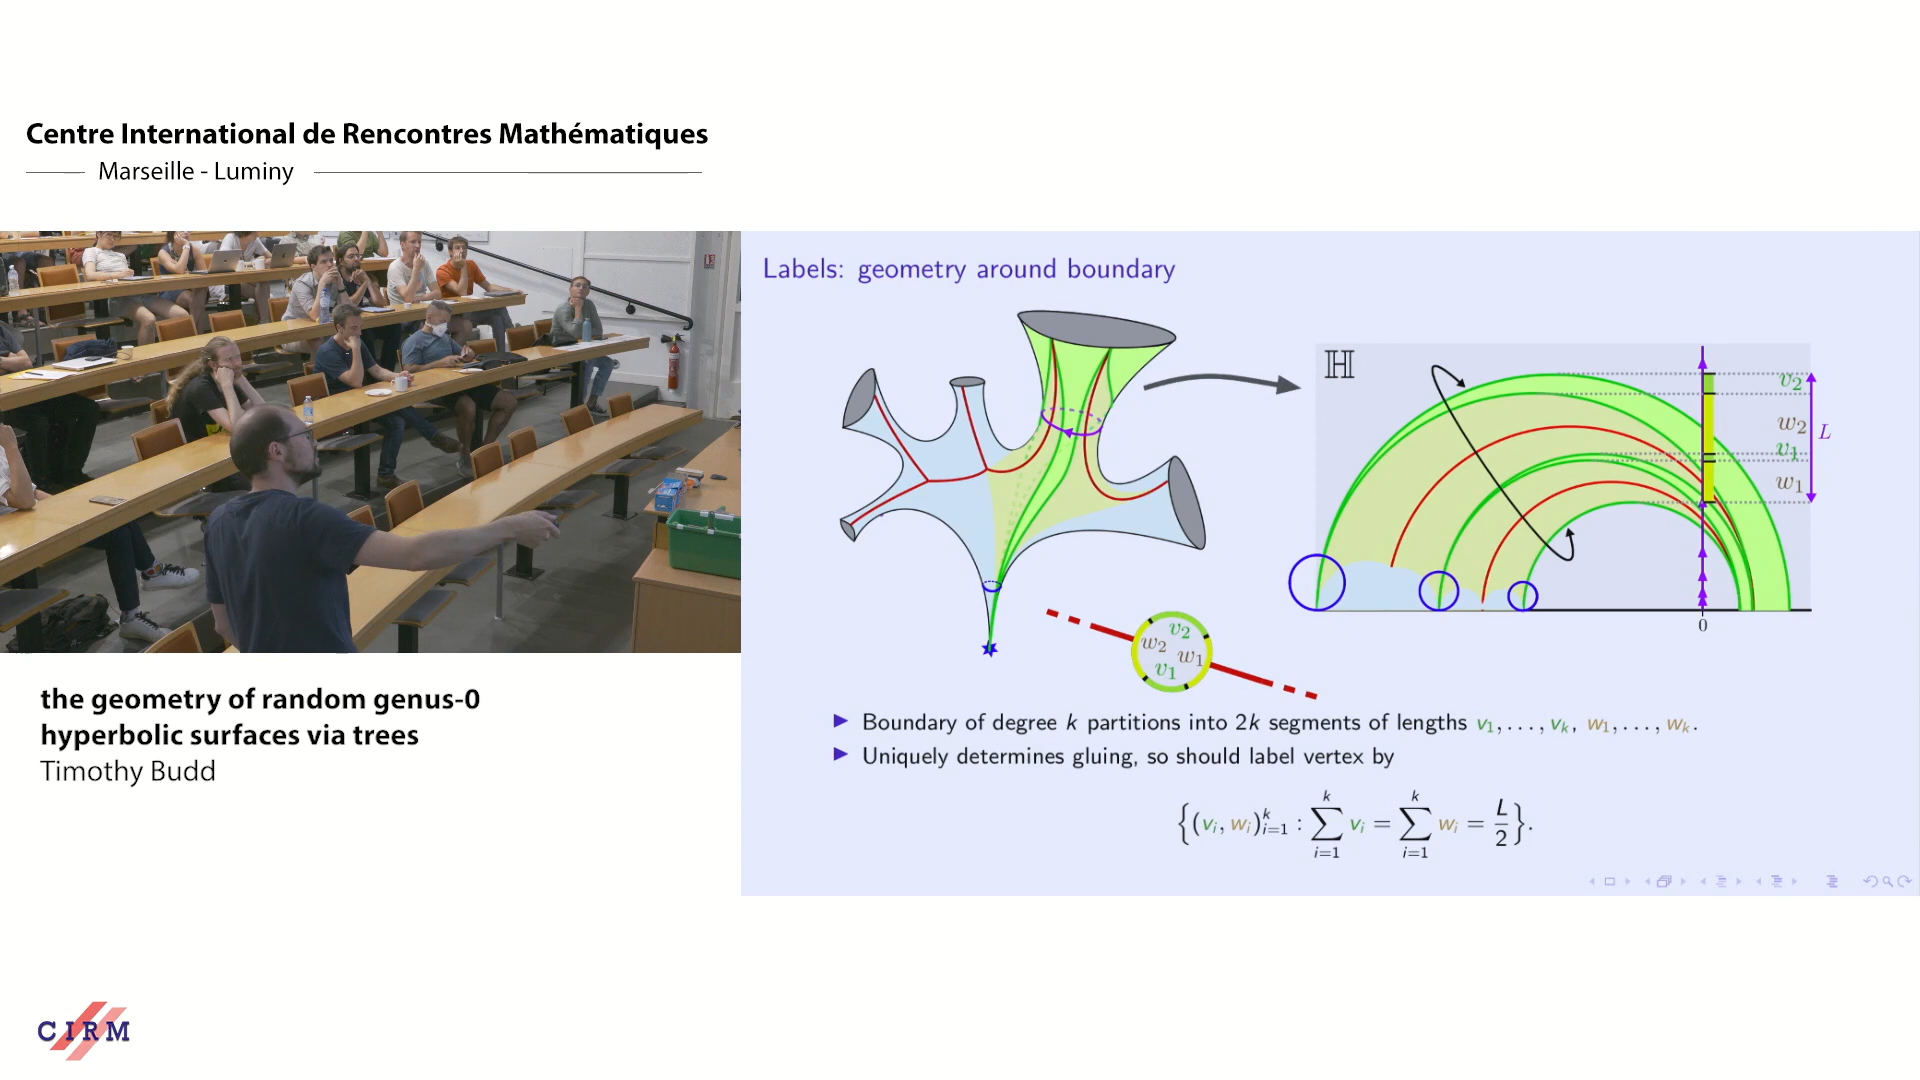 Centre International de Rencontres Mathématiques
Marseille - Luminy
Labels: geometry around boundary
ℍ
v₂
w₂
L
v₁
w₁
0
v₂
w₂ w₁
v₁
▶ Boundary of degree k partitions into 2k segments of lengths v₁, . . . , vₖ, w₁, . . . , wₖ.
▶ Uniquely determines gluing, so should label vertex by
{(vᵢ, wᵢ)ᵏᵢ₌₁ : ∑ᵏᵢ₌₁ vᵢ = ∑ᵏᵢ₌₁ wᵢ = L/2}.
the geometry of random genus-0
hyperbolic surfaces via trees
Timothy Budd
CIRM